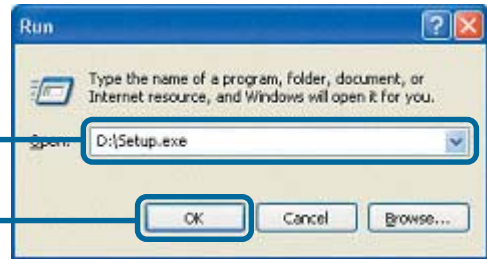 Run
Type the name of a program, folder, document, or
Internet resource, and Windows will open it for you.
Open: D:\Setup.exe
OK Cancel Browse...